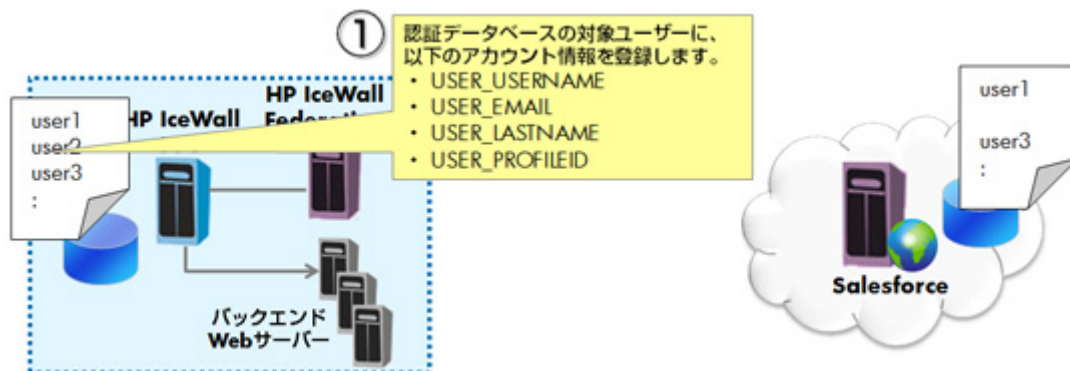 ①
認証データベースの対象ユーザーに、
以下のアカウント情報を登録します。
・ USER_USERNAME
・ USER_EMAIL
・ USER_LASTNAME
・ USER_PROFILEID
HP IceWall
HP IceWall
user1
user2
user3
:
バックエンド
Webサーバー
user1
user3
:
Salesforce